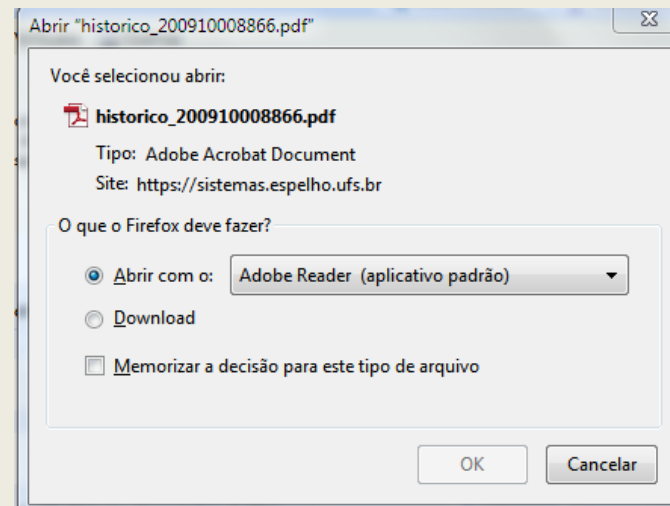 Abrir "historico_200910008866.pdf"
Você selecionou abrir:
historico_200910008866.pdf
Tipo: Adobe Acrobat Document
Site: https://sistemas.espelho.ufs.br
O que o Firefox deve fazer?
Abrir com o: Adobe Reader (aplicativo padrão)
Download
Memorizar a decisão para este tipo de arquivo
OK Cancelar